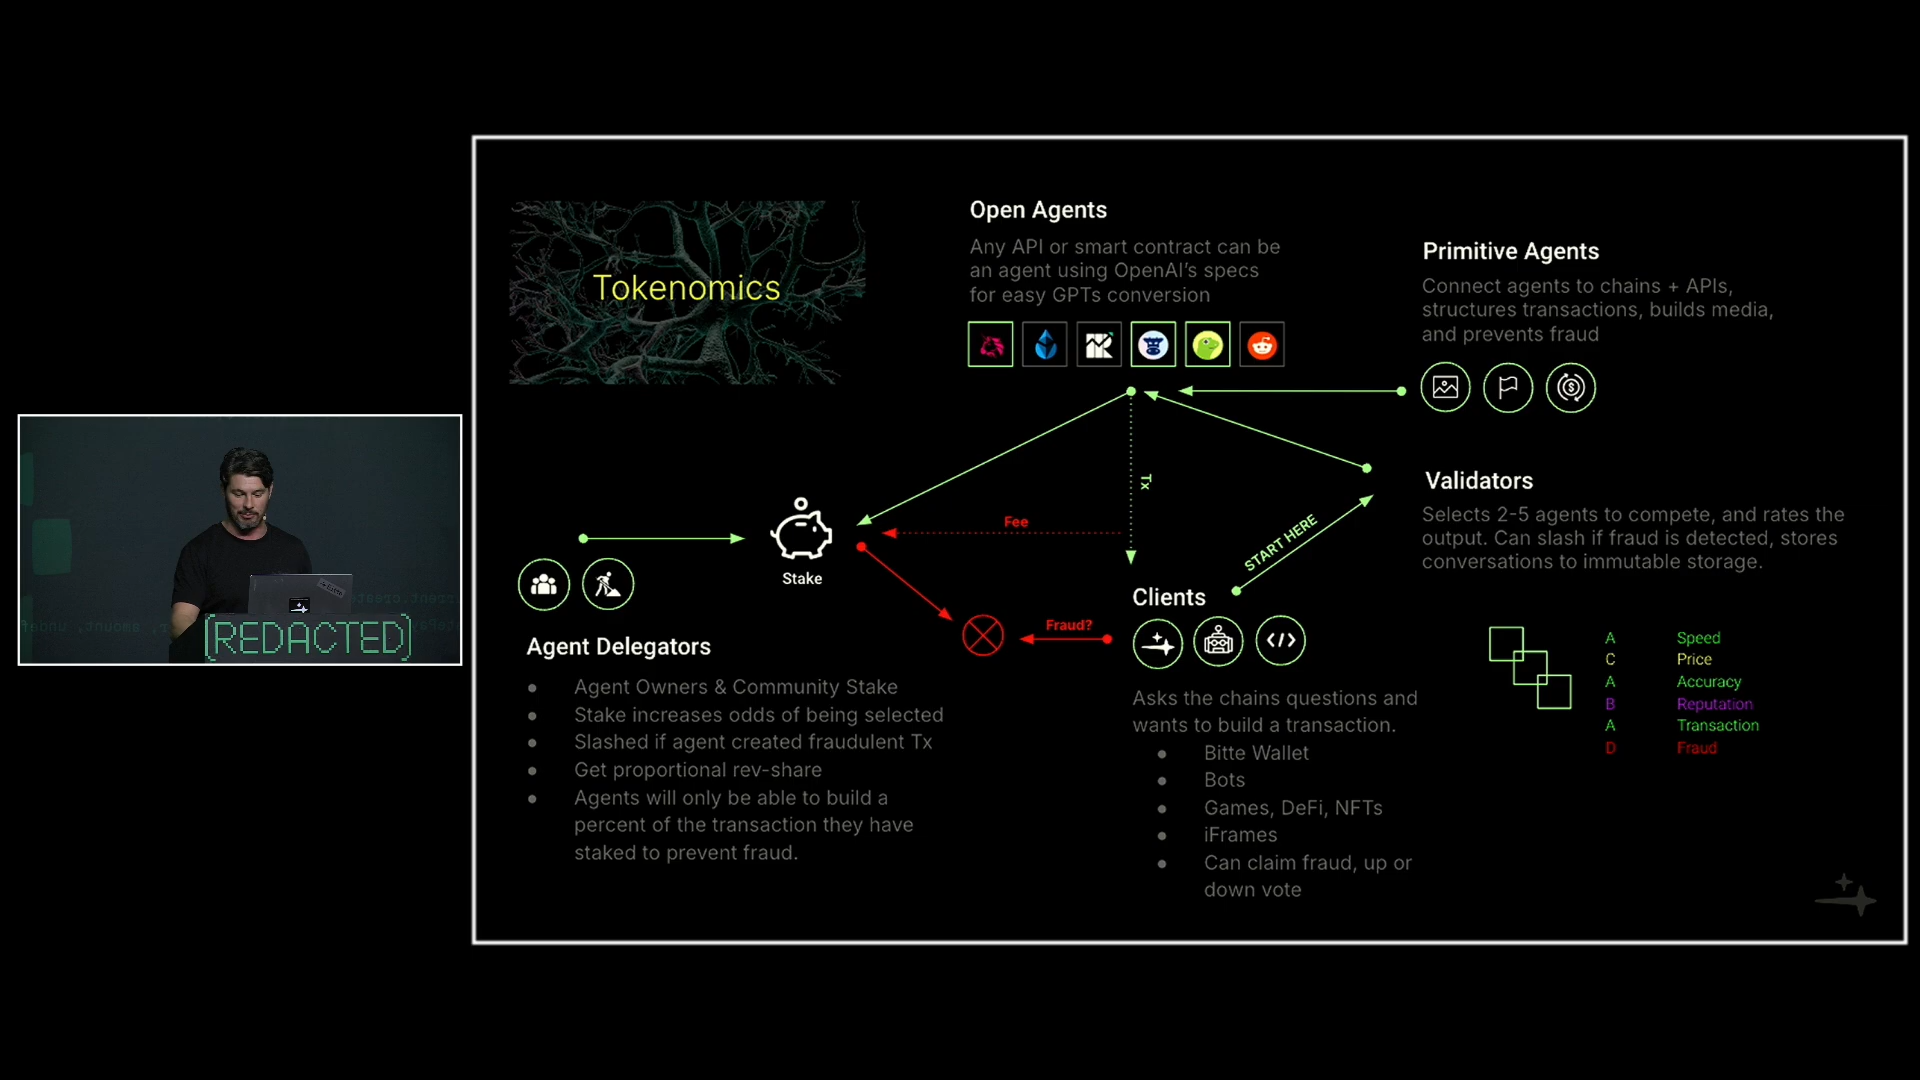 Tokenomics
Open Agents
Any API or smart contract can be
an agent using OpenAI's specs
for easy GPTs conversion
Primitive Agents
Connect agents to chains + APIs,
structures transactions, builds media,
and prevents fraud
Tx
Validators
Selects 2-5 agents to compete, and rates the
output. Can slash if fraud is detected, stores
conversations to immutable storage.
START HERE
Fee
Stake
Fraud?
Clients
Asks the chains questions and
wants to build a transaction.
Bitte Wallet
Bots
Games, DeFi, NFTs
iFrames
Can claim fraud, up or
down vote
A Speed
C Price
A Accuracy
B Reputation
A Transaction
D Fraud
Agent Delegators
Agent Owners & Community Stake
Stake increases odds of being selected
Slashed if agent created fraudulent Tx
Get proportional rev-share
Agents will only be able to build a
percent of the transaction they have
staked to prevent fraud.
[REDACTED]